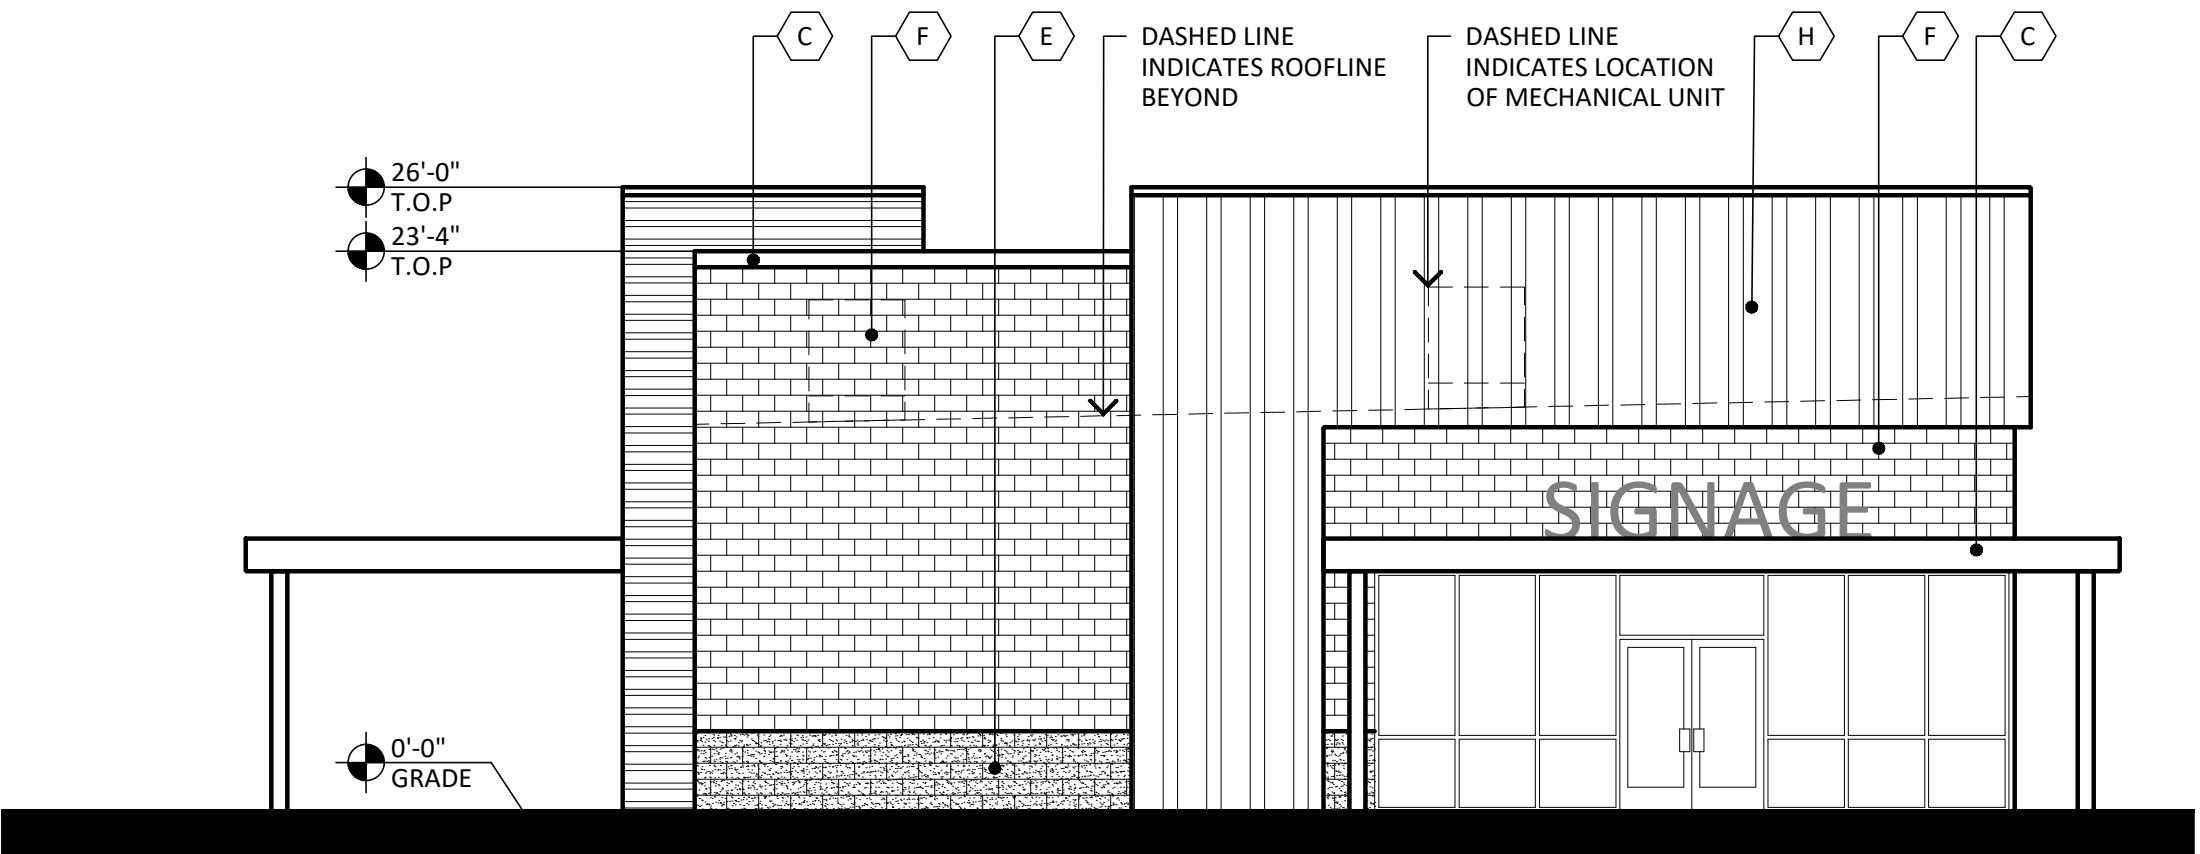 C
F
E
DASHED LINE
INDICATES ROOFLINE
BEYOND
DASHED LINE
INDICATES LOCATION
OF MECHANICAL UNIT
H
F
C
26'-0"
T.O.P
23'-4"
T.O.P
SIGNAGE
0'-0"
GRADE